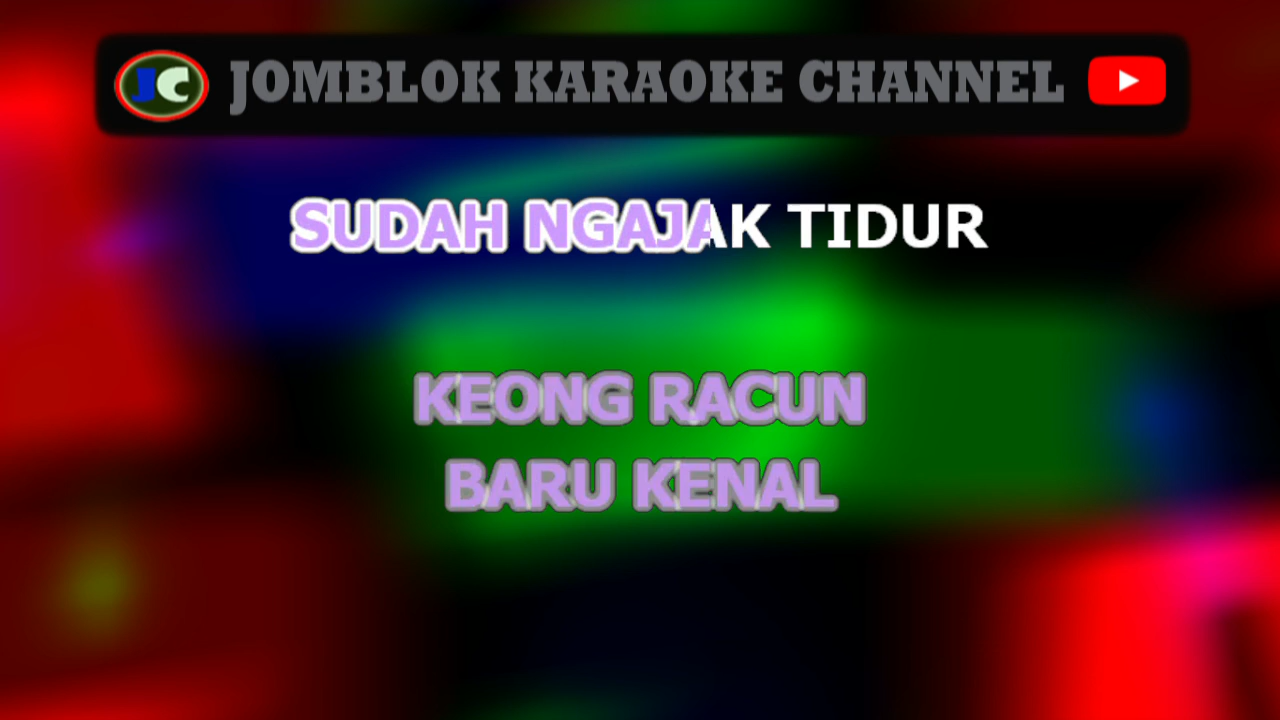 JC JOMBLOK KARAOKE CHANNEL
SUDAH NGAJAK TIDUR
KEONG RACUN
BARU KENAL